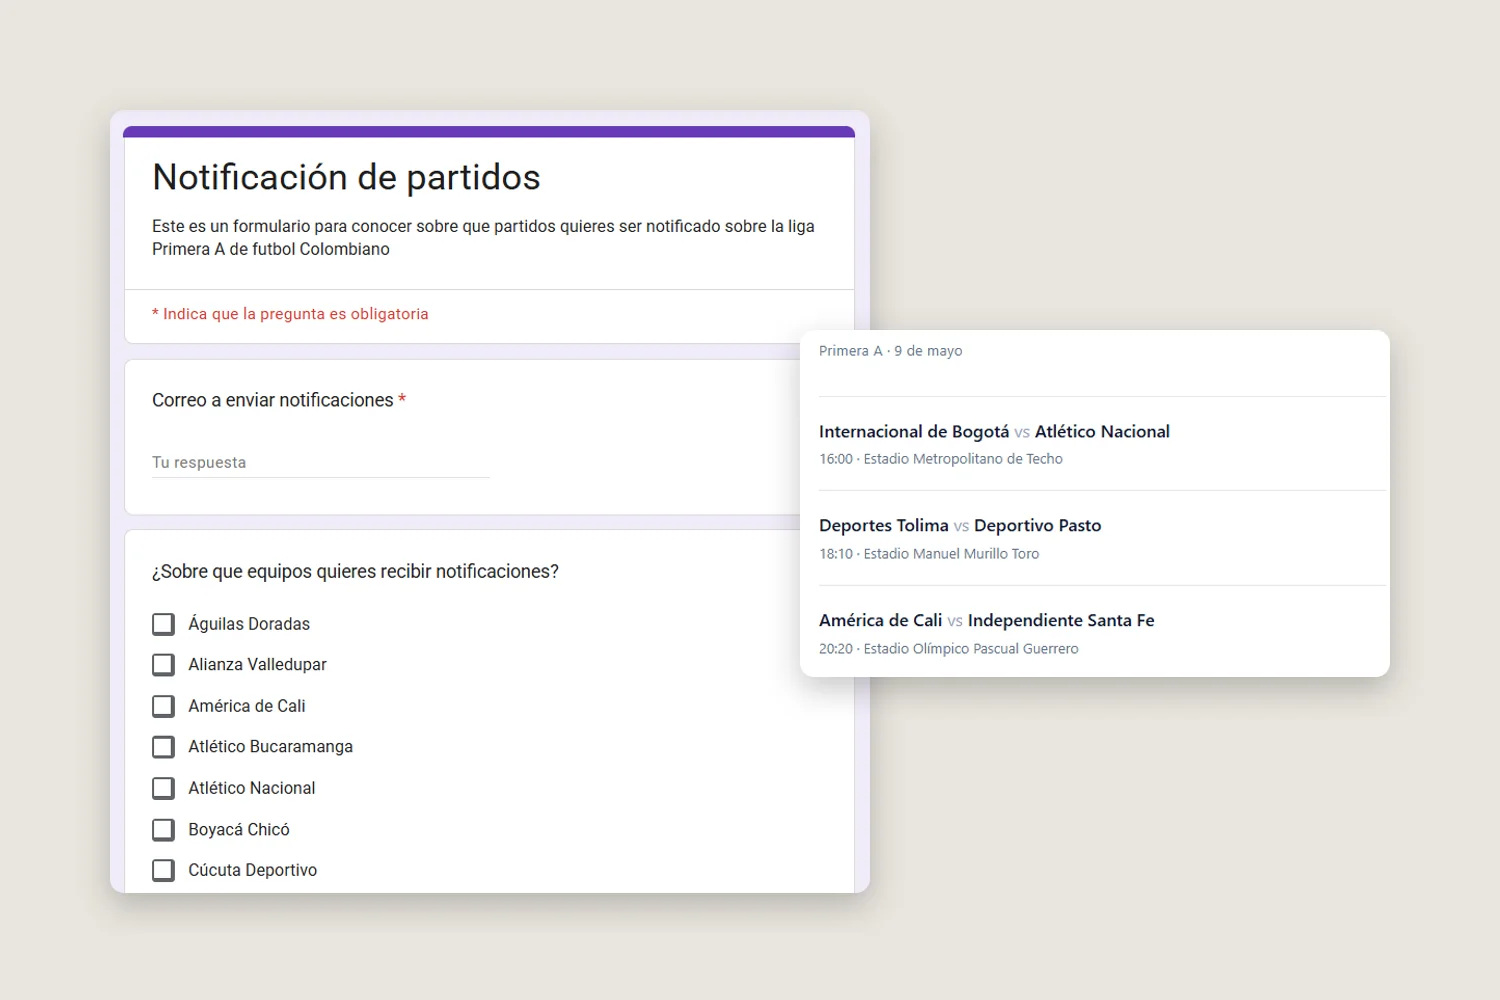 Notificación de partidos
Este es un formulario para conocer sobre que partidos quieres ser notificado sobre la liga
Primera A de futbol Colombiano
* Indica que la pregunta es obligatoria
Correo a enviar notificaciones *
Tu respuesta
¿Sobre que equipos quieres recibir notificaciones?
Águilas Doradas
Alianza Valledupar
América de Cali
Atlético Bucaramanga
Atlético Nacional
Boyacá Chicó
Cúcuta Deportivo
Primera A · 9 de mayo
Internacional de Bogotá vs Atlético Nacional
16:00 · Estadio Metropolitano de Techo
Deportes Tolima vs Deportivo Pasto
18:10 · Estadio Manuel Murillo Toro
América de Cali vs Independiente Santa Fe
20:20 · Estadio Olímpico Pascual Guerrero